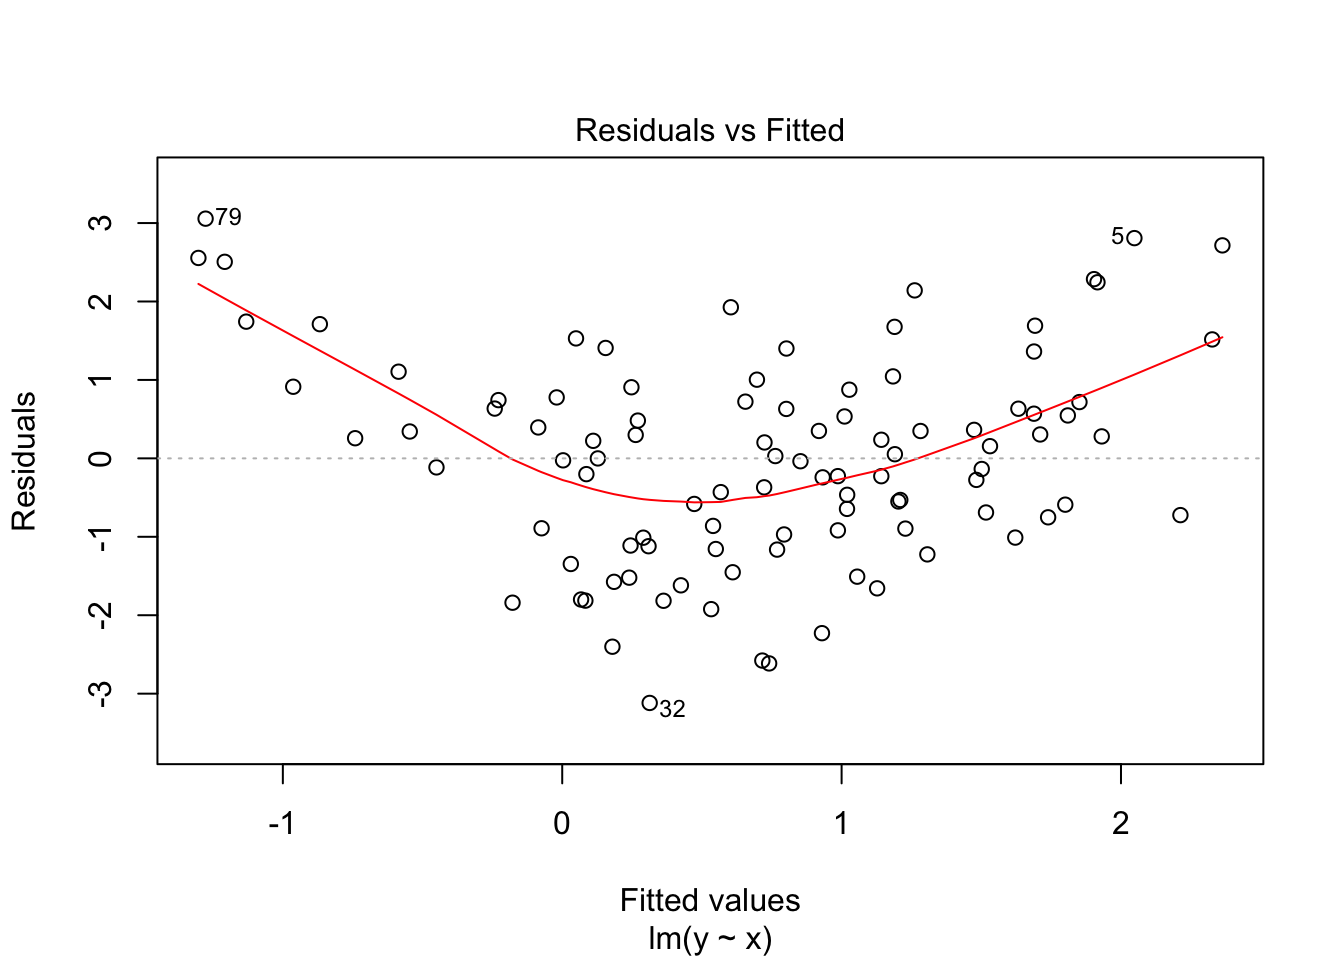 Residuals vs Fitted
Residuals
3
2
1
0
-1
-2
-3
79
5
32
-1 0 1 2
Fitted values
lm(y ~ x)